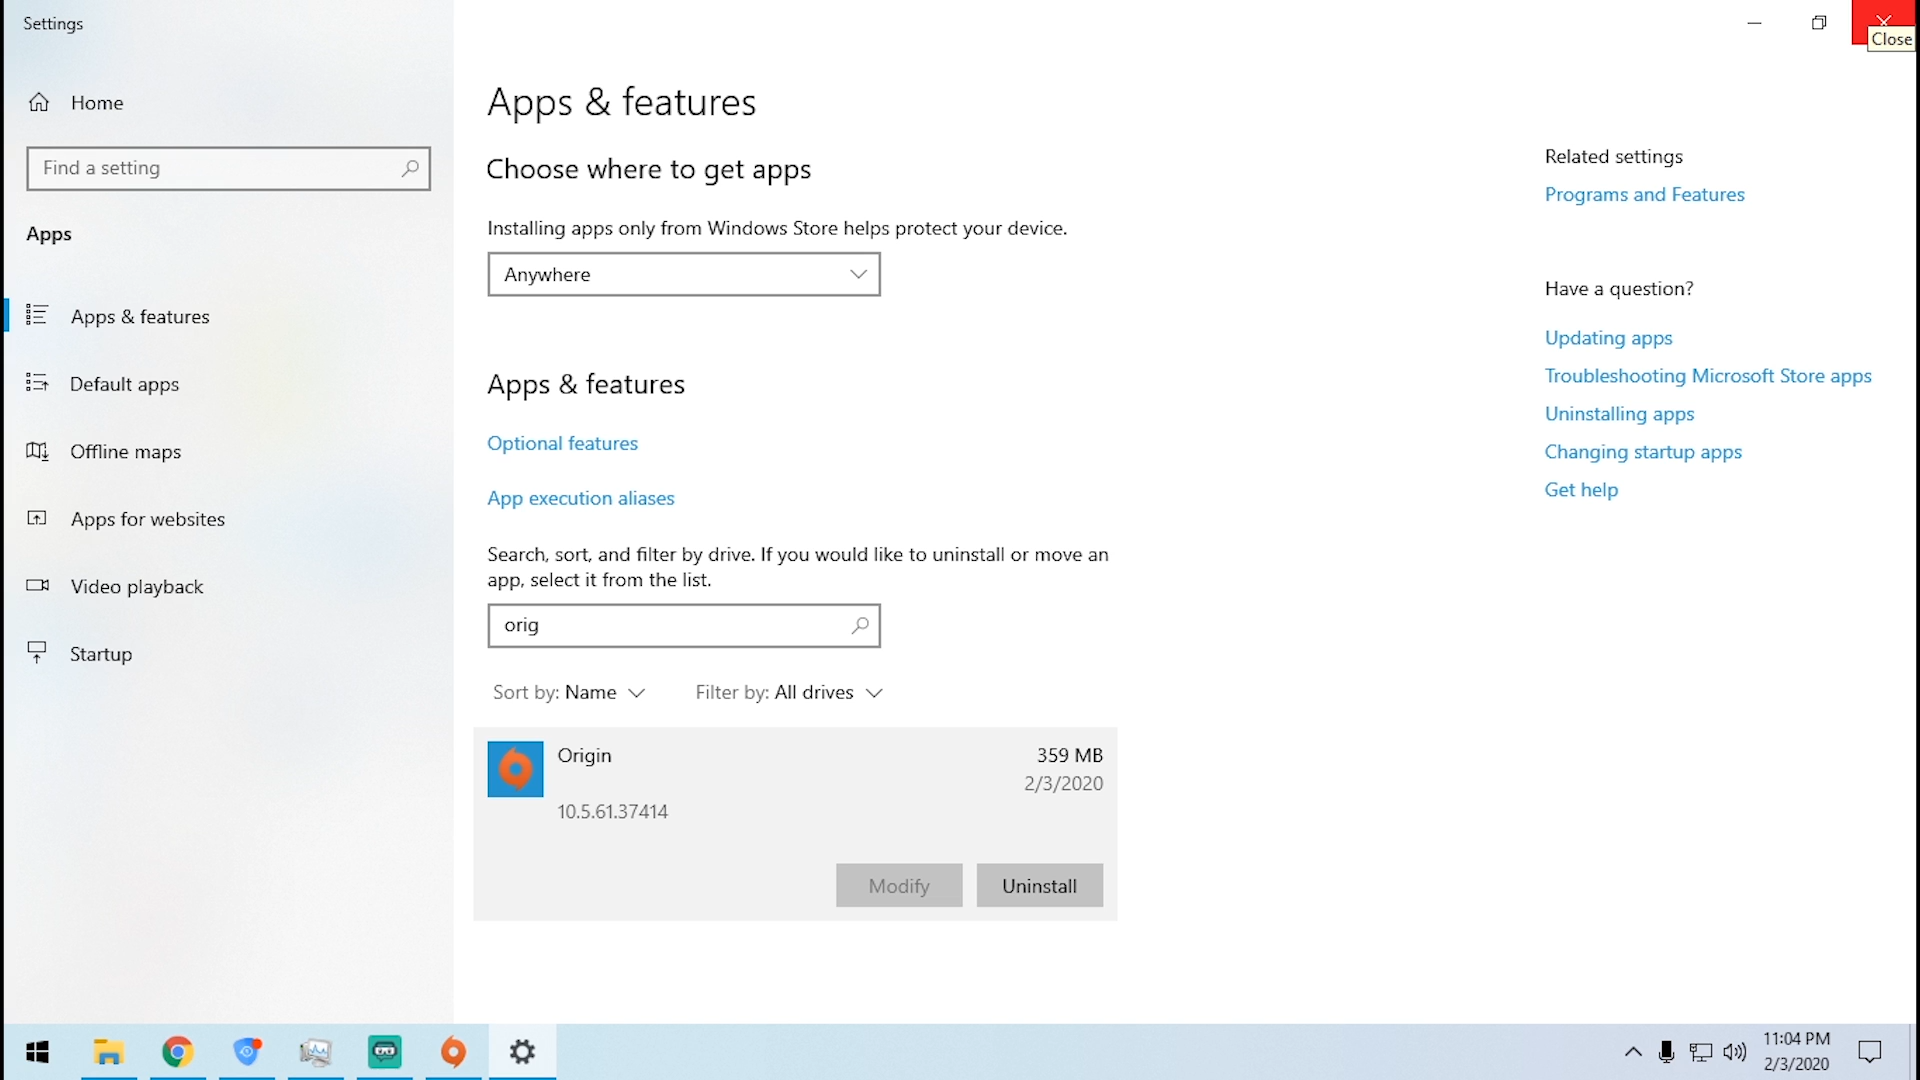 Settings
Close
Home
Find a setting
Apps
Apps & features
Default apps
Offline maps
Apps for websites
Video playback
Startup
Apps & features
Choose where to get apps
Installing apps only from Windows Store helps protect your device.
Anywhere
Apps & features
Optional features
App execution aliases
Search, sort, and filter by drive. If you would like to uninstall or move an
app, select it from the list.
orig
Sort by: Name
Filter by: All drives
Origin
359 MB
2/3/2020
10.5.61.37414
Modify
Uninstall
Related settings
Programs and Features
Have a question?
Updating apps
Troubleshooting Microsoft Store apps
Uninstalling apps
Changing startup apps
Get help
11:04 PM
2/3/2020